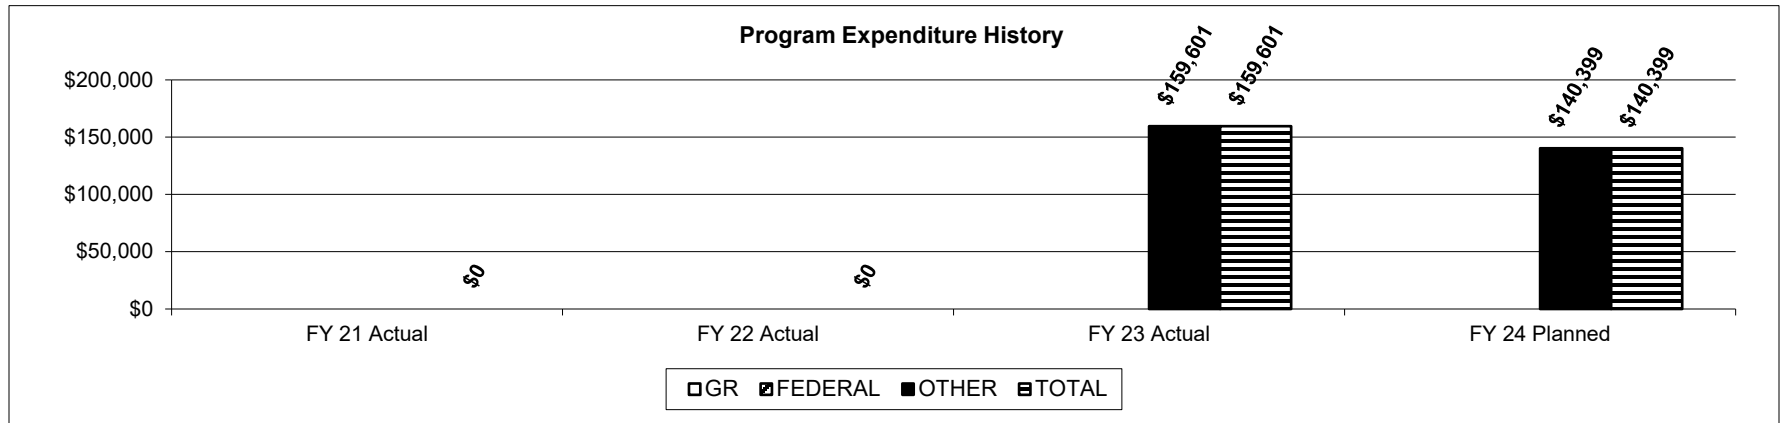 Program Expenditure History
$200,000
$150,000
$100,000
$50,000
$0
$0
$0
$159,601
$159,601
$140,399
$140,399
FY 21 Actual
FY 22 Actual
FY 23 Actual
FY 24 Planned
GR FEDERAL OTHER TOTAL